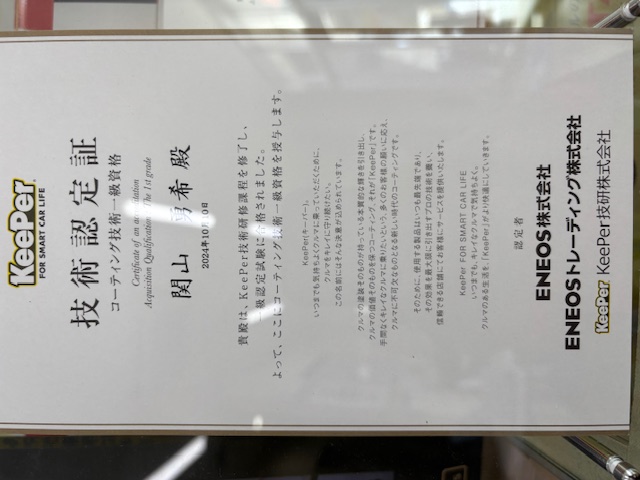 KeePer
FOR SMART CAR LIFE
技術認定証
コーティング技術一級資格
Certificate of an accreditation
Acquisition Qualification The 1st grade
関山 勇希 殿
2024年10月10日
貴殿は、KeePer技術研修課程を修了し、
一級認定試験に合格されました。
よって、ここにコーティング技術一級資格を授与します。
KeePer(キーパー)。
いつまでも気持ちよくクルマに乗っていただくために、
クルマをキレイに守り続けたい。
この名前にはそんな決意が込められています。
クルマの塗装そのものが持っている本質的な輝きを引き出し、
クルマの価値そのものを保つコーティング、それが「KeePer」です。
手間なくキレイなクルマに乗りたいという、多くのお客様の願いに応え、
クルマに不可欠なものとなる新しい時代のコーティングです。
そのために、使用する製品はいつも最先端であり、
その効果を最大限に引き出すプロの技術を養い、
信頼できる店舗にてお客様にサービスを提供いたします。
KeePer FOR SMART CAR LIFE
いつまでも、キレイなクルマで気持ちよく。
クルマのある生活を、「KeePer」がより快適にしていきます。
認定者
ENEOS株式会社
ENEOSトレーディング株式会社
KeePer KeePer技研株式会社